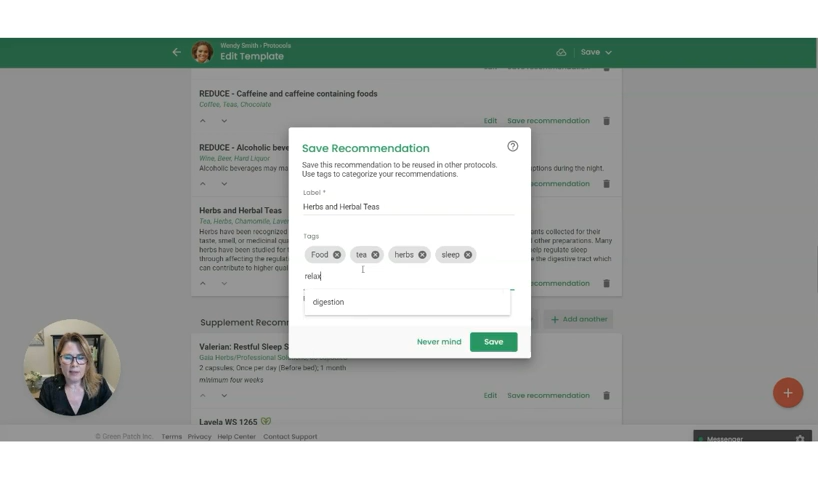 Wendy Smith › Protocols
Edit Template
Save
REDUCE - Caffeine and caffeine containing foods
Coffee, Teas, Chocolate
Edit Save recommendation
REDUCE - Alcoholic beve
Wine, Beer, Hard Liquor
Alcoholic beverages may ma
ptions during the night.
ecommendation
Herbs and Herbal Teas
Tea, Herbs, Chamomile, Lave
Herbs have been recognized
taste, smell, or medicinal qua
herbs have been studied for t
through affecting the regulati
can contribute to higher qual
nts collected for their
other preparations. Many
help regulate sleep
the digestive tract which
ecommendation
Save Recommendation
Save this recommendation to be reused in other protocols.
Use tags to categorize your recommendations.
Label *
Herbs and Herbal Teas
Tags
Food tea herbs sleep
relax
digestion
Never mind Save
Supplement Recom
+ Add another
Valerian: Restful Sleep S
Gaia Herbs/Professional
2 capsules; Once per day (Before bed); 1 month
minimum four weeks
Edit Save recommendation
Lavela WS 1265
© Green Patch Inc. Terms Privacy Help Center Contact Support
Messenger